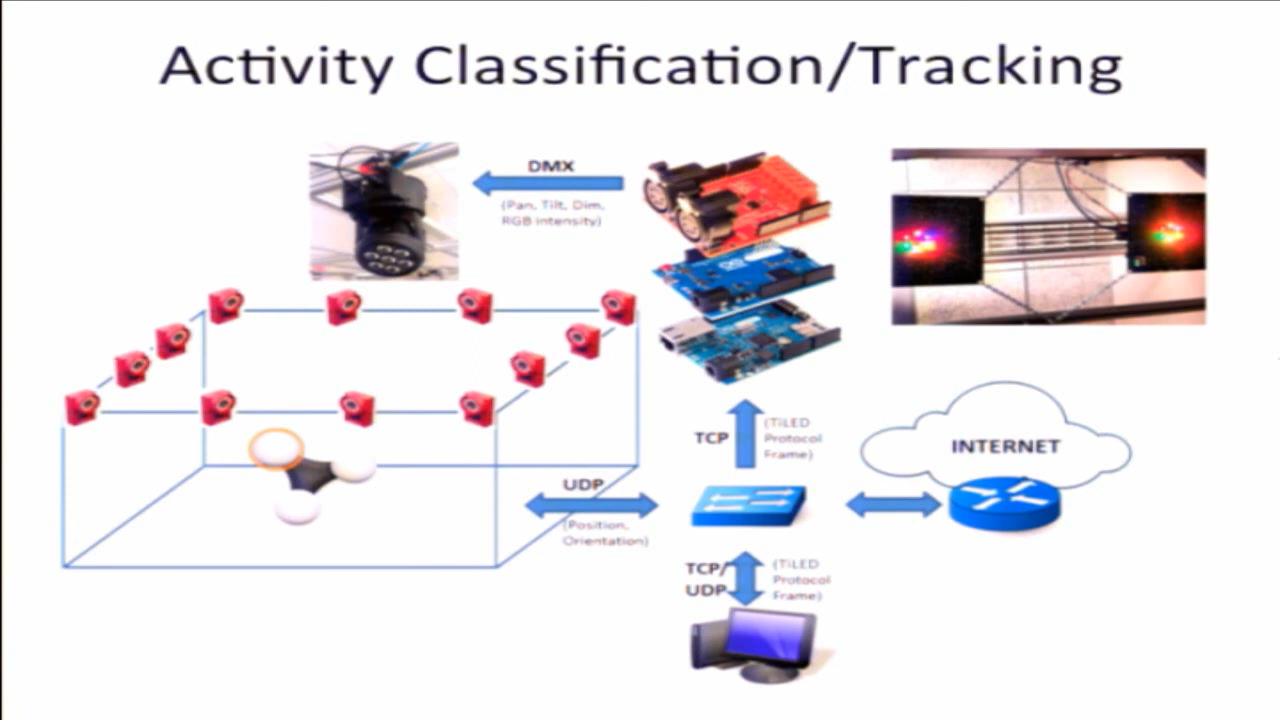 Activity Classification/Tracking
DMX
(Pan, Tilt, Dim,
RGB intensity)
TCP
(TiLED
Protocol
Frame)
INTERNET
UDP
(Position,
Orientation)
TCP/
UDP
(TiLED
Protocol
Frame)